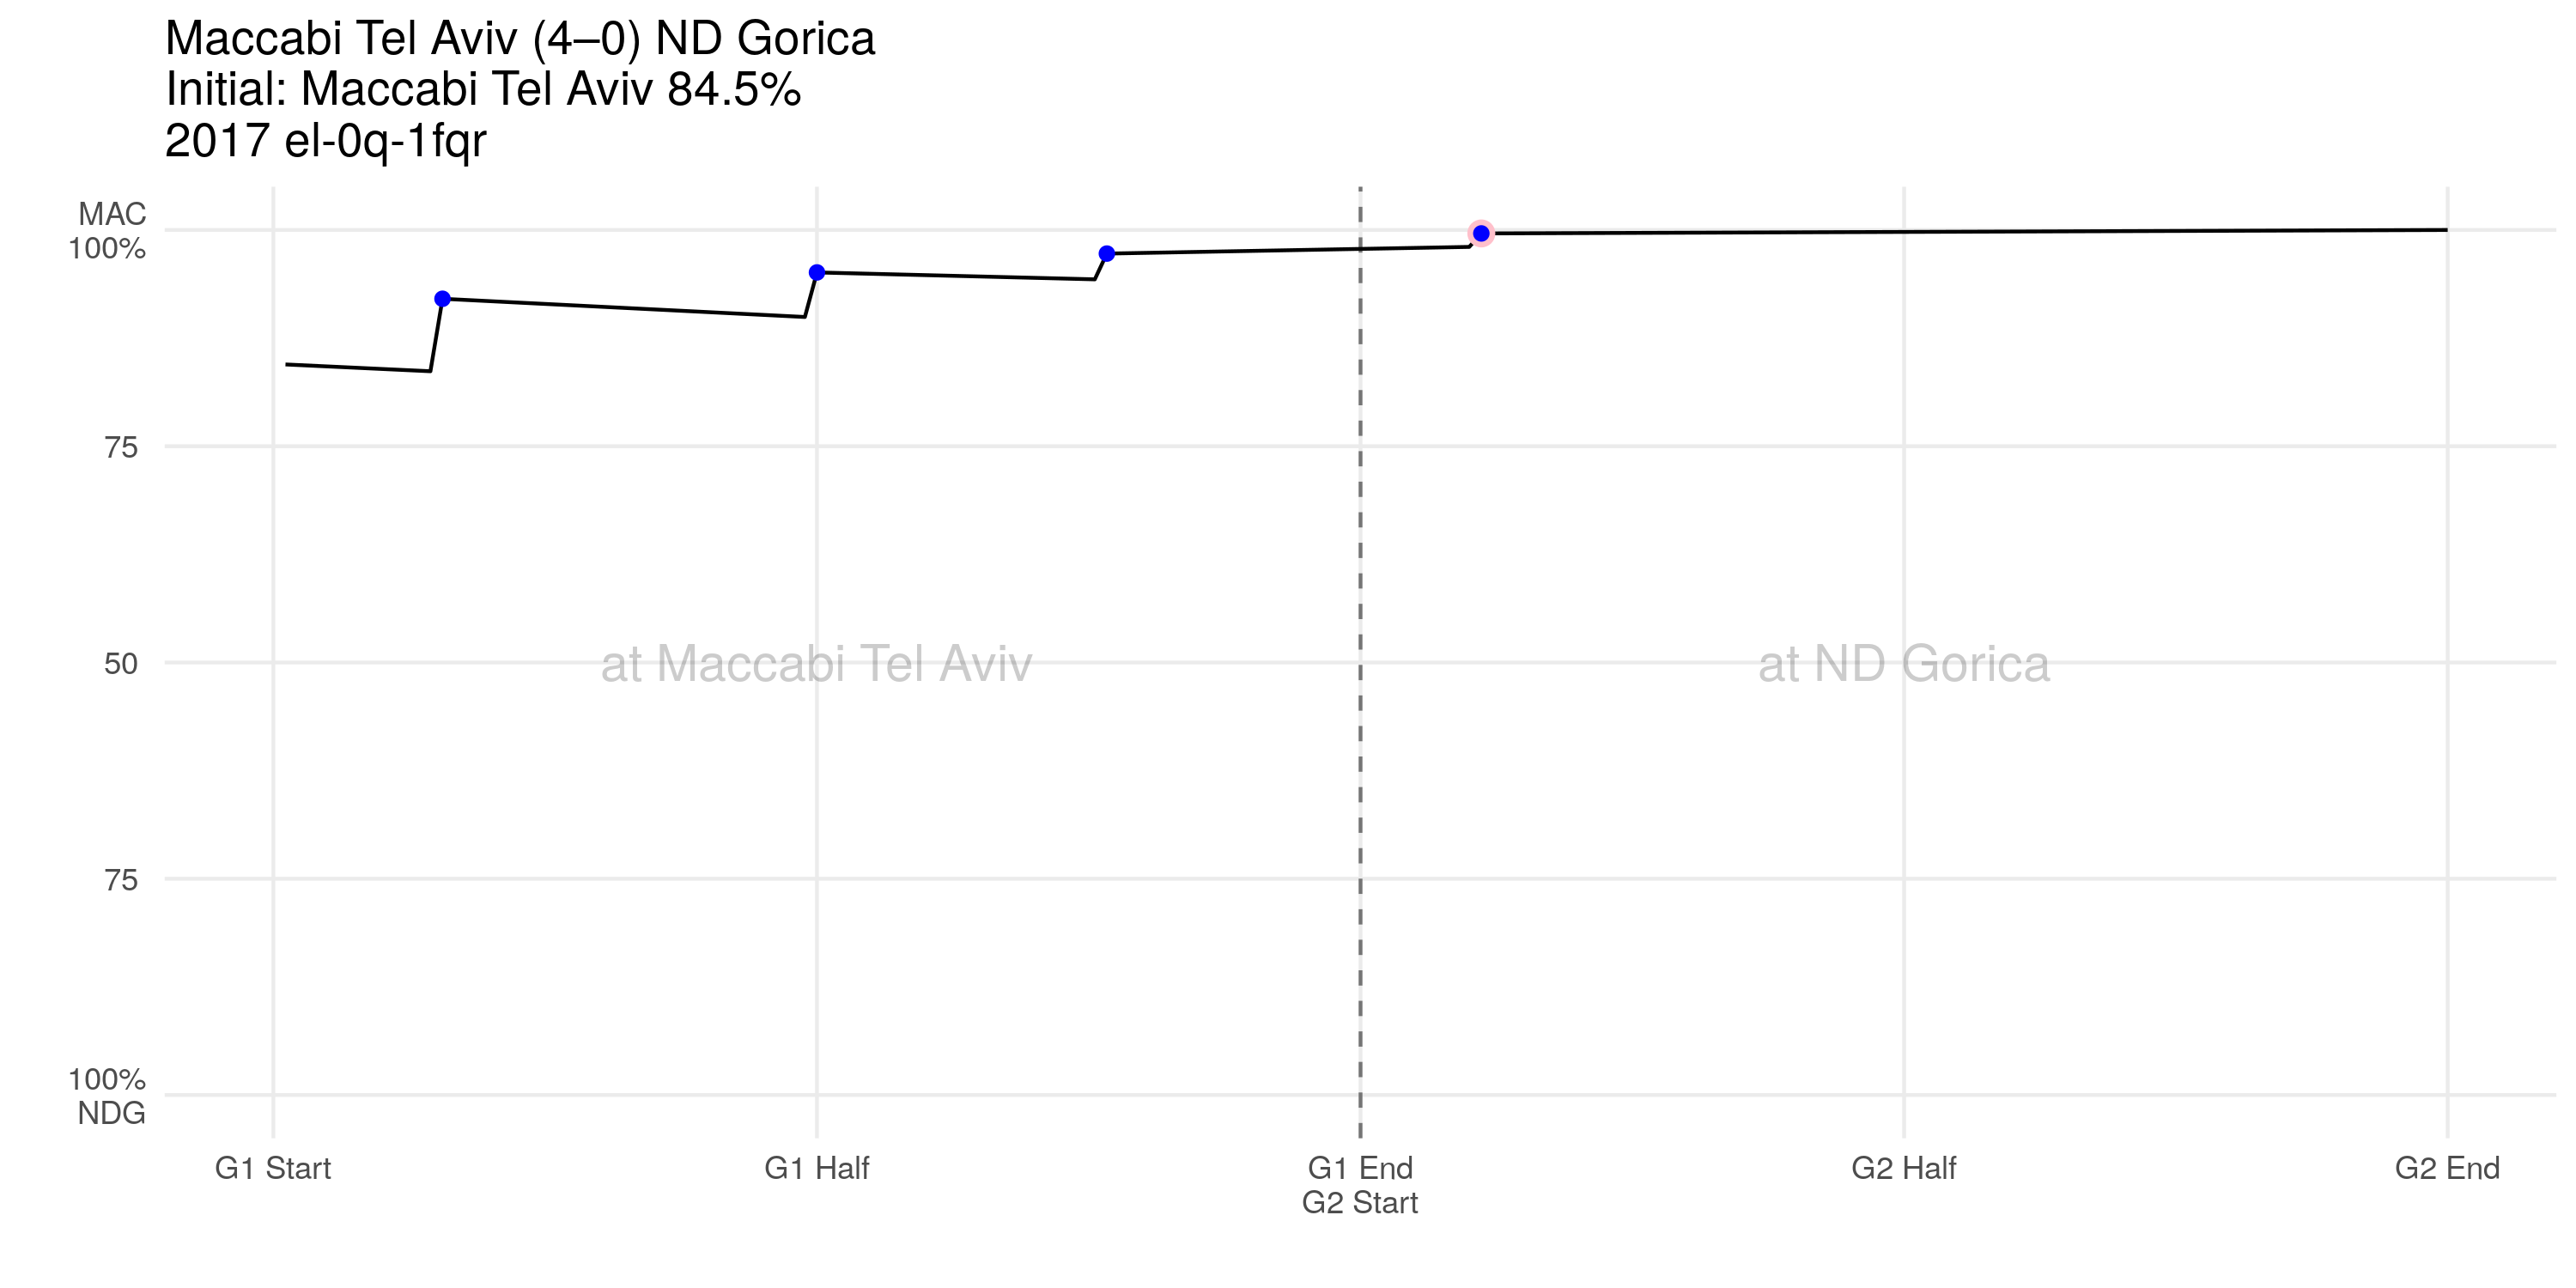 Maccabi Tel Aviv (4–0) ND Gorica
Initial: Maccabi Tel Aviv 84.5%
2017 el-0q-1fqr
MAC
100%
75
50
75
100%
NDG
at Maccabi Tel Aviv
at ND Gorica
G1 Start
G1 Half
G1 End
G2 Start
G2 Half
G2 End